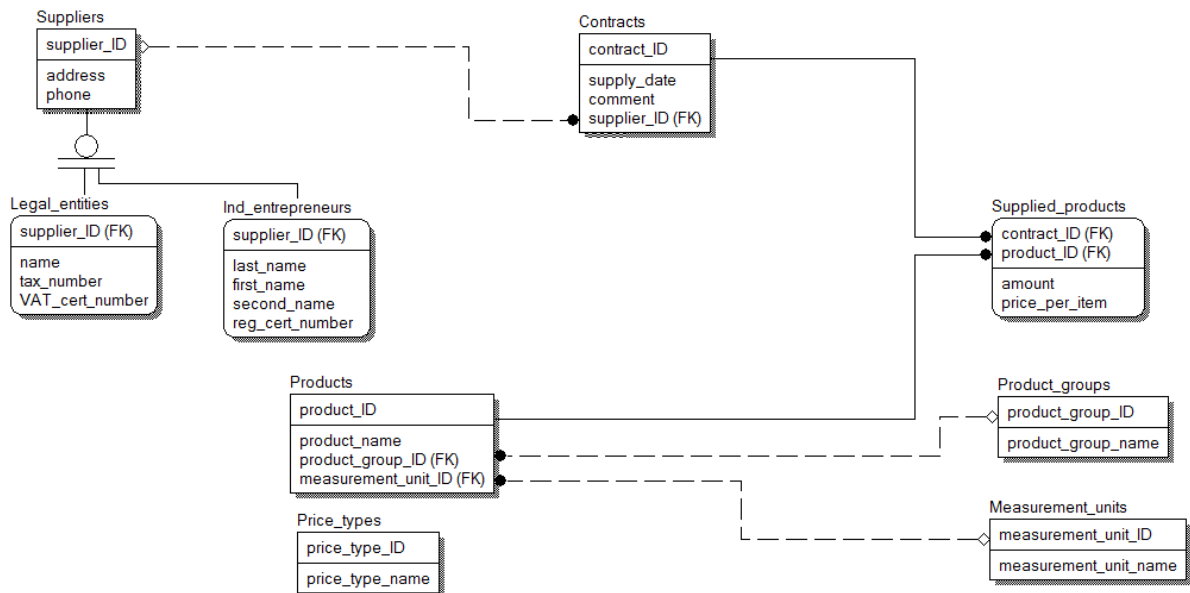 Suppliers
supplier_ID
address
phone
Contracts
contract_ID
supply_date
comment
supplier_ID (FK)
Legal_entities
supplier_ID (FK)
name
tax_number
VAT_cert_number
Ind_entrepreneurs
supplier_ID (FK)
last_name
first_name
second_name
reg_cert_number
Supplied_products
contract_ID (FK)
product_ID (FK)
amount
price_per_item
Products
product_ID
product_name
product_group_ID (FK)
measurement_unit_ID (FK)
Product_groups
product_group_ID
product_group_name
Price_types
price_type_ID
price_type_name
Measurement_units
measurement_unit_ID
measurement_unit_name